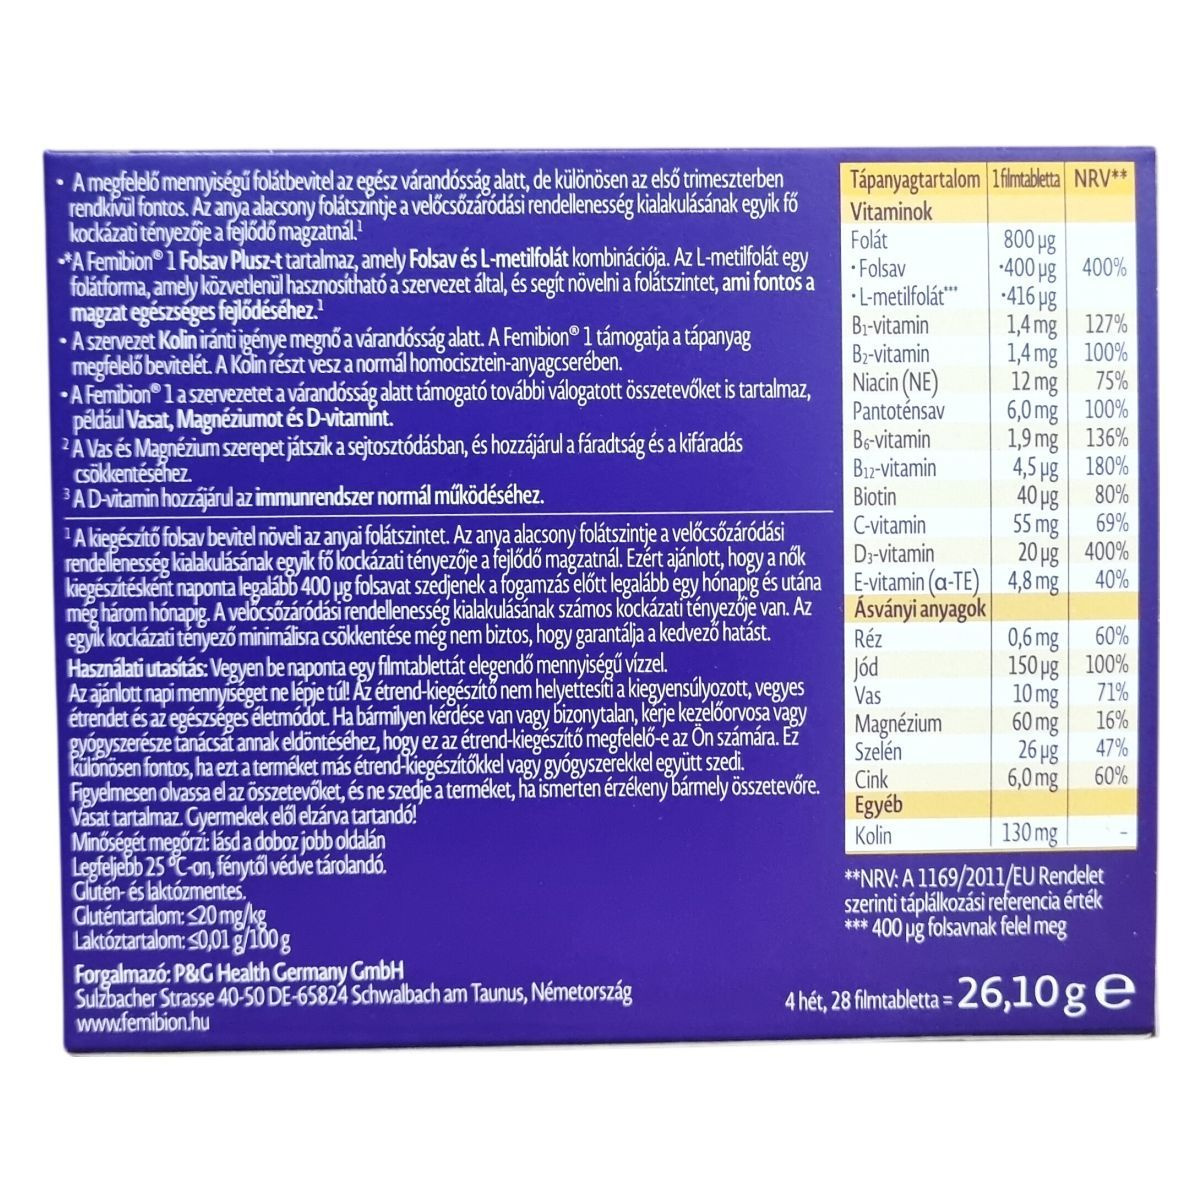 • A megfelelő mennyiségű folátbevitel az egész várandósság alatt, de különösen az első trimeszterben
rendkívül fontos. Az anya alacsony folátszintje a velőcsőzáródási rendellenesség kialakulásának egyik fő
kockázati tényezője a fejlődő magzatnál.¹
•*A Femibion® 1 Folsav Plusz-t tartalmaz, amely Folsav és L-metilfolát kombinációja. Az L-metilfolát egy
folátforma, amely közvetlenül hasznosítható a szervezet által, és segít növelni a folátszintet, ami fontos a
magzat egészséges fejlődéséhez.¹
• A szervezet Kolin iránti igénye megnő a várandósság alatt. A Femibion® 1 támogatja a tápanyag
megfelelő bevitelét. A Kolin részt vesz a normál homocisztein-anyagcserében.
• A Femibion® 1 a szervezetet a várandósság alatt támogató további válogatott összetevőket is tartalmaz,
például Vasat, Magnéziumot és D-vitamint.
² A Vas és Magnézium szerepet játszik a sejtosztódásban, és hozzájárul a fáradtság és a kifáradás
csökkentéséhez.
³ A D-vitamin hozzájárul az immunrendszer normál működéséhez.
¹ A kiegészítő folsav bevitel növeli az anyai folátszintet. Az anya alacsony folátszintje a velőcsőzáródási
rendellenesség kialakulásának egyik fő kockázati tényezője a fejlődő magzatnál. Ezért ajánlott, hogy a nők
kiegészítésként naponta legalább 400 µg folsavat szedjenek a fogamzás előtt legalább egy hónapig és utána
még három hónapig. A velőcsőzáródási rendellenesség kialakulásának számos kockázati tényezője van. Az
egyik kockázati tényező minimálisra csökkentése még nem biztos, hogy garantálja a kedvező hatást.
Használati utasítás: Vegyen be naponta egy filmtablettát elegendő mennyiségű vízzel.
Az ajánlott napi mennyiséget ne lépje túl! Az étrend-kiegészítő nem helyettesíti a kiegyensúlyozott, vegyes
étrendet és az egészséges életmódot. Ha bármilyen kérdése van vagy bizonytalan, kérje kezelőorvosa vagy
gyógyszerésze tanácsát annak eldöntéséhez, hogy ez az étrend-kiegészítő megfelelő-e az Ön számára. Ez
különösen fontos, ha ezt a terméket más étrend-kiegészítőkkel vagy gyógyszerekkel együtt szedi.
Figyelmesen olvassa el az összetevőket, és ne szedje a terméket, ha ismerten érzékeny bármely összetevőre.
Vasat tartalmaz. Gyermekek elől elzárva tartandó!
Minőségét megőrzi: lásd a doboz jobb oldalán
Legfeljebb 25 °C-on, fénytől védve tárolandó.
Glutén- és laktózmentes.
Gluténtartalom: ≤20 mg/kg
Laktóztartalom: ≤0,01 g/100 g
Forgalmazó: P&G Health Germany GmbH
Sulzbacher Strasse 40-50 DE-65824 Schwalbach am Taunus, Németország
www.femibion.hu
Tápanyagtartalom 1 filmtabletta NRV**
Vitaminok
Folát 800 µg
• Folsav •400 µg 400%
• L-metilfolát*** •416 µg
B₁-vitamin 1,4 mg 127%
B₂-vitamin 1,4 mg 100%
Niacin (NE) 12 mg 75%
Pantoténsav 6,0 mg 100%
B₆-vitamin 1,9 mg 136%
B₁₂-vitamin 4,5 µg 180%
Biotin 40 µg 80%
C-vitamin 55 mg 69%
D₃-vitamin 20 µg 400%
E-vitamin (α-TE) 4,8 mg 40%
Ásványi anyagok
Réz 0,6 mg 60%
Jód 150 µg 100%
Vas 10 mg 71%
Magnézium 60 mg 16%
Szelén 26 µg 47%
Cink 6,0 mg 60%
Egyéb
Kolin 130 mg -
**NRV: A 1169/2011/EU Rendelet
szerinti táplálkozási referencia érték
*** 400 µg folsavnak felel meg
4 hét, 28 filmtabletta = 26,10 g e